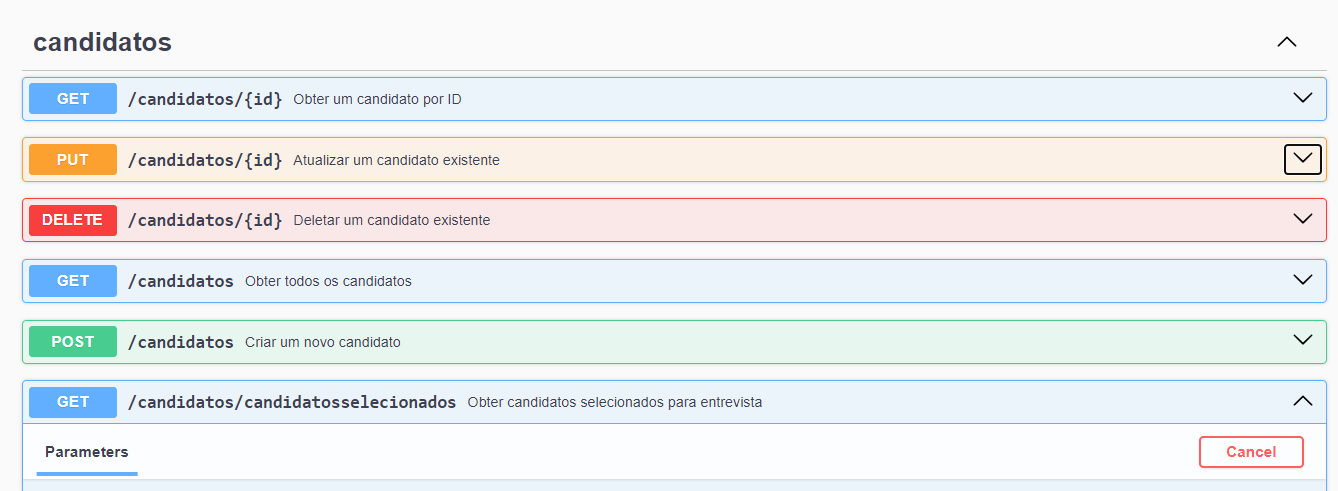 candidatos
GET /candidatos/{id} Obter um candidato por ID
PUT /candidatos/{id} Atualizar um candidato existente
DELETE /candidatos/{id} Deletar um candidato existente
GET /candidatos Obter todos os candidatos
POST /candidatos Criar um novo candidato
GET /candidatos/candidatosselecionados Obter candidatos selecionados para entrevista
Parameters Cancel